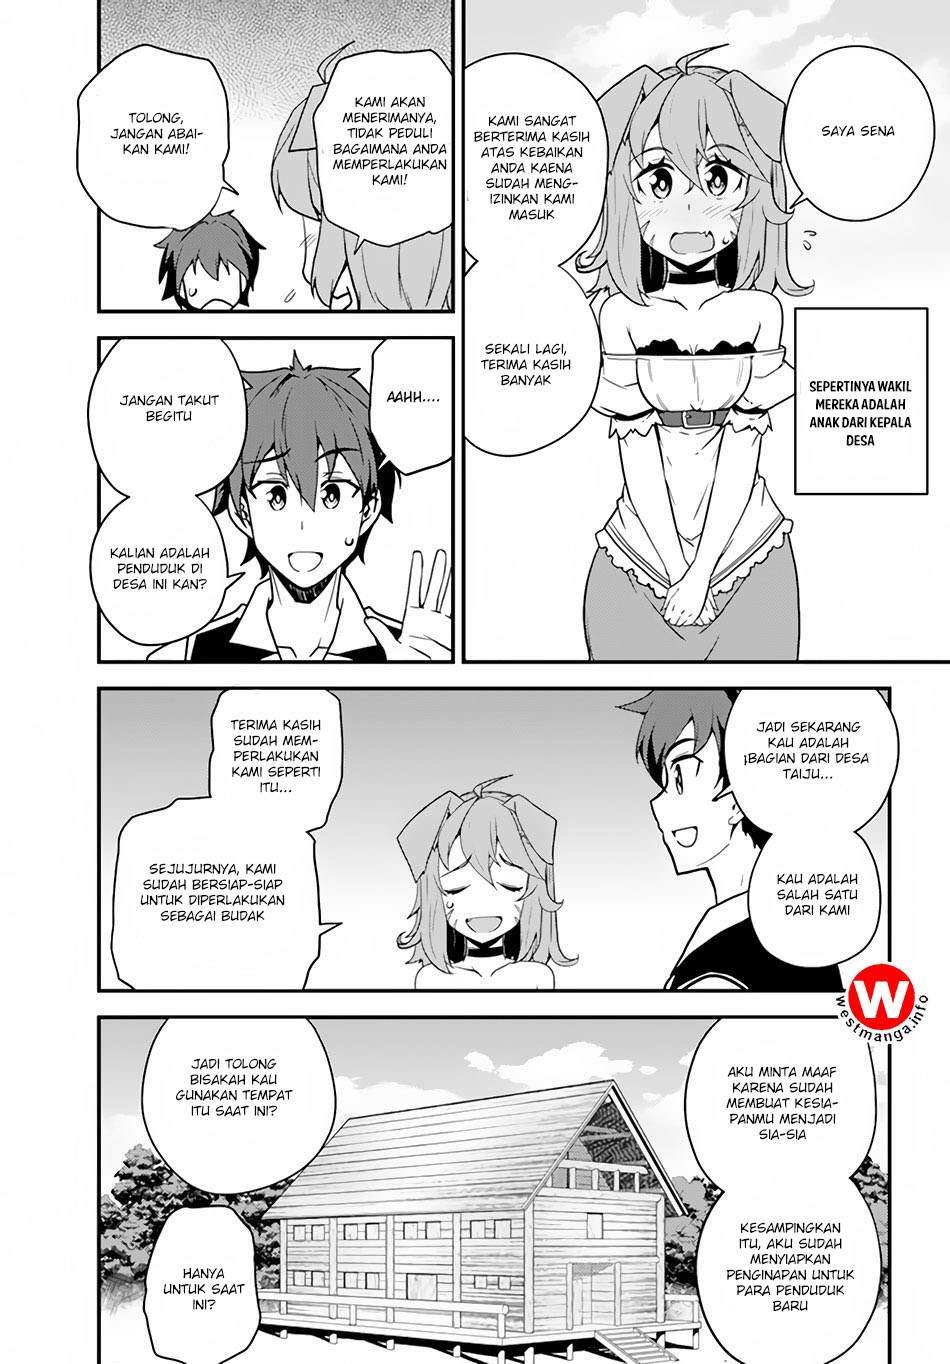 SAYA SENA
KAMI SANGAT
BERTERIMA KASIH
ATAS KEBAIKAN
ANDA KAENA
SUDAH MENG-
IZINKAN KAMI
MASUK
SEKALI LAGI,
TERIMA KASIH
BANYAK
SEPERTINYA WAKIL
MEREKA ADALAH
ANAK DARI KEPALA
DESA
KAMI AKAN
MENERIMANYA,
TIDAK PEDULI
BAGAIMANA ANDA
MEMPERLAKUKAN
KAMI!
TOLONG,
JANGAN ABAI-
KAN KAMI!
AAHH....
JANGAN TAKUT
BEGITU
KALIAN ADALAH
PENDUDUK DI
DESA INI KAN?
JADI SEKARANG
KAU ADALAH
BAGIAN DARI DESA
TAIJU...
KAU ADALAH
SALAH SATU
DARI KAMI
TERIMA KASIH
SUDAH MEM-
PERLAKUKAN
KAMI SEPERTI
ITU...
SEJUJURNYA, KAMI
SUDAH BERSIAP-SIAP
UNTUK DIPERLAKUKAN
SEBAGAI BUDAK
W
westmanga.info
AKU MINTA MAAF
KARENA SUDAH
MEMBUAT KESIA-
PANMU MENJADI
SIA-SIA
KESAMPINGKAN
ITU, AKU SUDAH
MENYIAPKAN
PENGINAPAN UNTUK
PARA PENDUDUK
BARU
JADI TOLONG
BISAKAH KAU
GUNAKAN TEMPAT
ITU SAAT INI?
HANYA
UNTUK SAAT
INI?